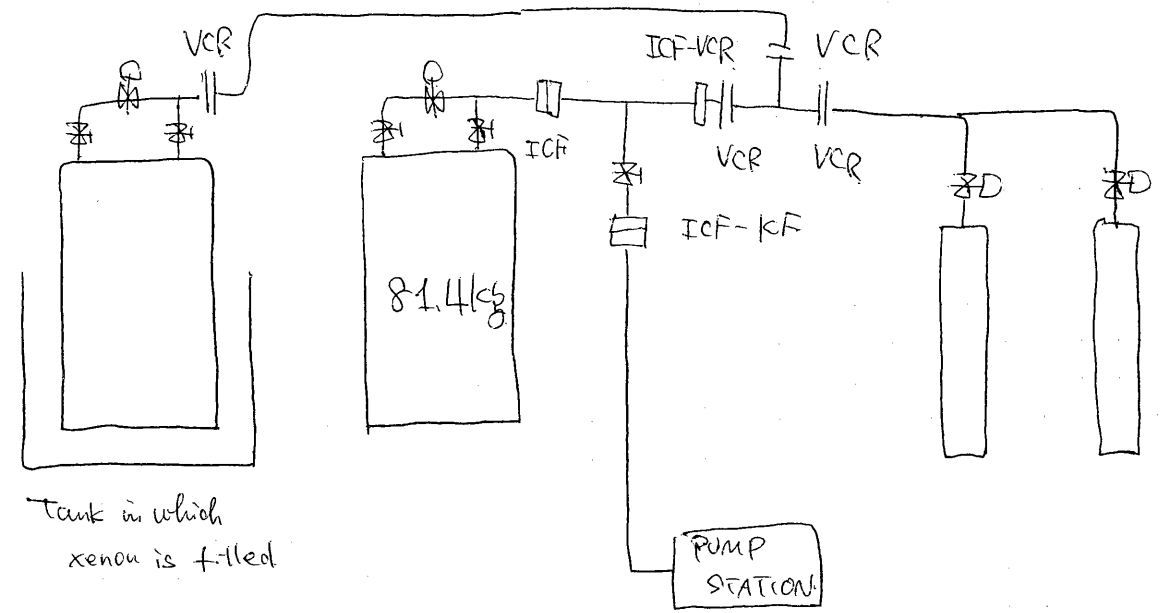 VCR
ICF-VCR
VCR
ICF
VCR
VCR
ICF-KF
81.4kg
Tank in which
xenon is filled
PUMP
STATION